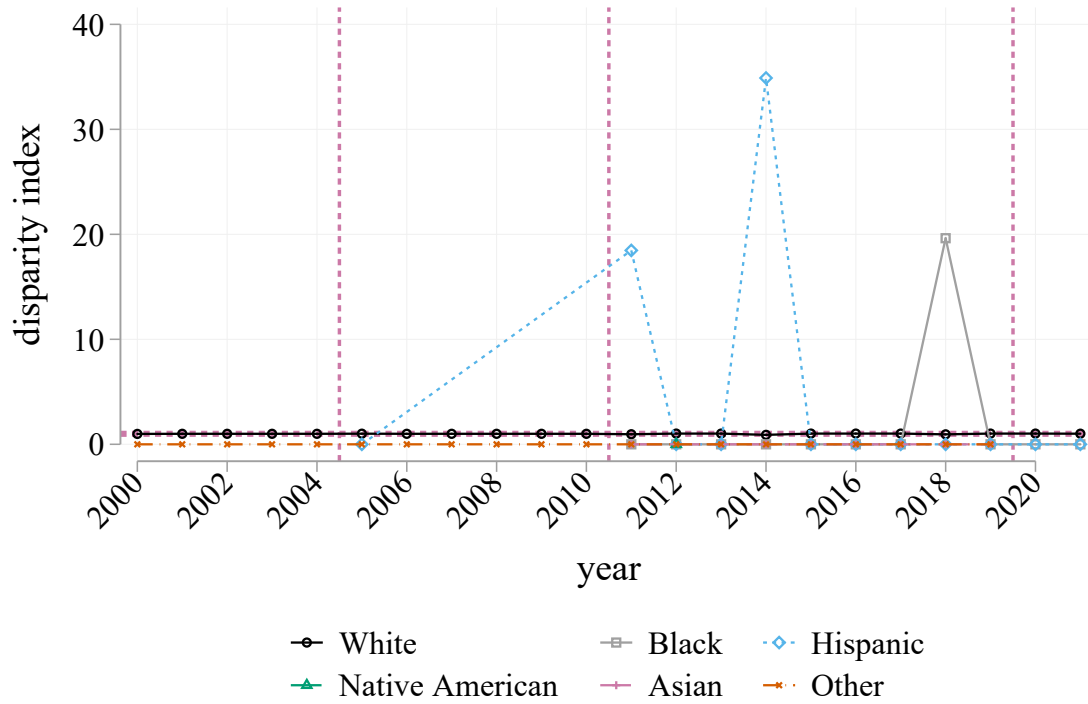 40
30
20
10
0
disparity index
2000 2002 2004 2006 2008 2010 2012 2014 2016 2018 2020
year
White Black Hispanic
Native American Asian Other